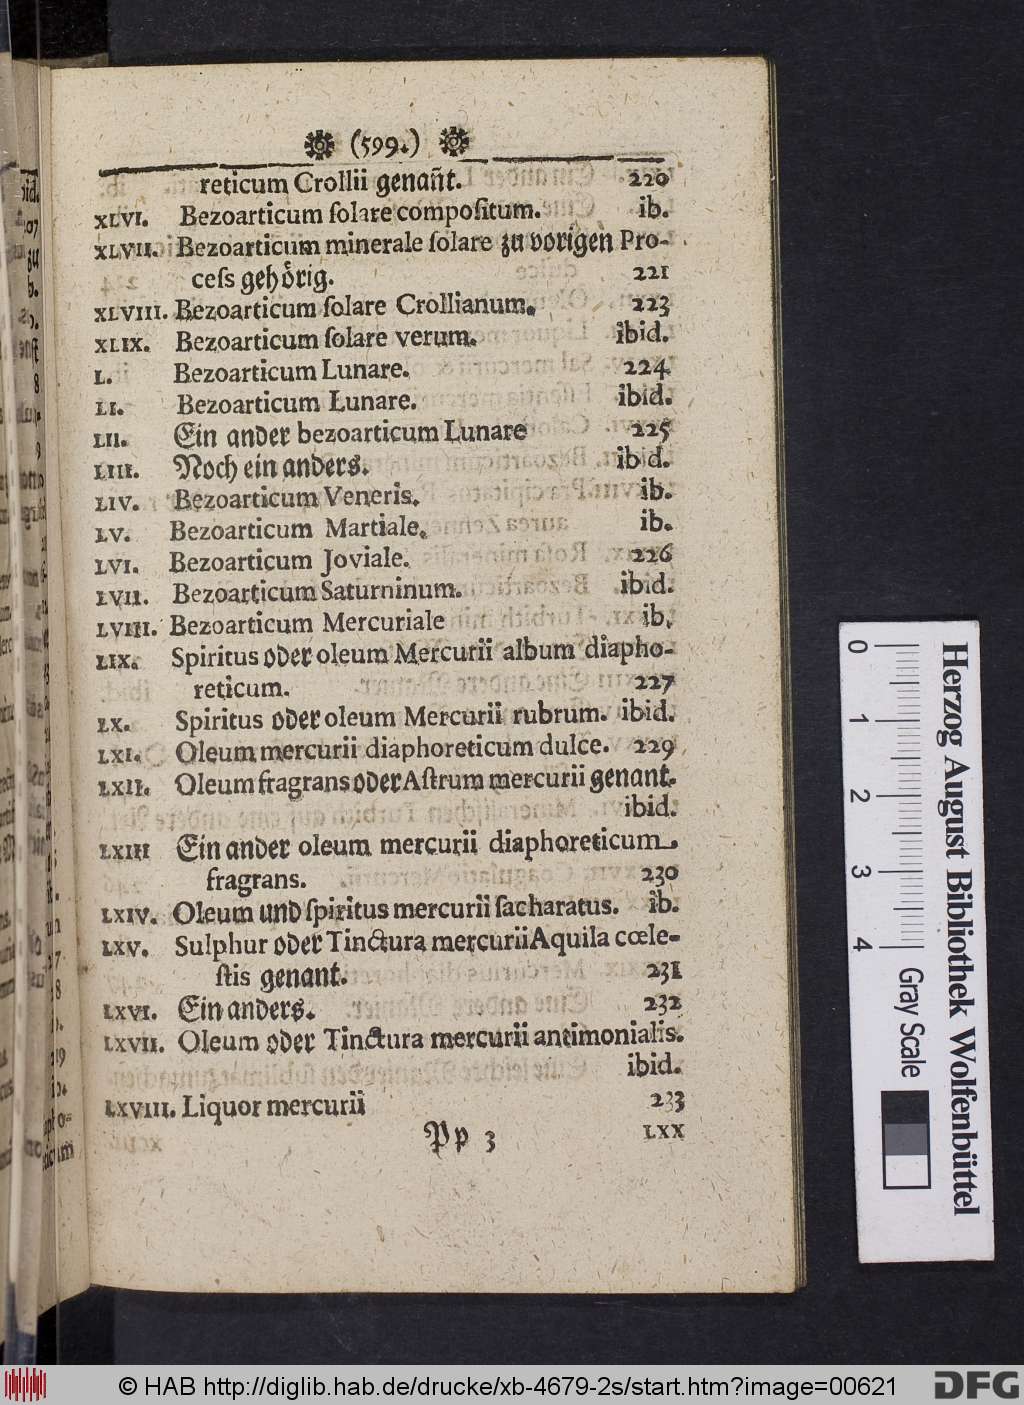 (599.)
reticum Crollii genañt. 220
XLVI. Bezoarticum ſolare compoſitum. ib.
XLVII. Bezoarticum minerale ſolare zu vorigen Pro-
ceſs gehörig. 221
XLVIII. Bezoarticum ſolare Crollianum. 223
XLIX. Bezoarticum ſolare verum. ibid.
L. Bezoarticum Lunare. 224
LI. Bezoarticum Lunare. ibid.
LII. Ein ander bezoarticum Lunare 225
LIII. Noch ein anders. ibid.
LIV. Bezoarticum Veneris. ib.
LV. Bezoarticum Martiale. ib.
LVI. Bezoarticum Joviale. 226
LVII. Bezoarticum Saturninum. ibid.
LVIII. Bezoarticum Mercuriale ib.
LIX. Spiritus oder oleum Mercurii album diapho-
reticum. 227
LX. Spiritus oder oleum Mercurii rubrum. ibid.
LXI. Oleum mercurii diaphoreticum dulce. 229
LXII. Oleum fragrans oder Aſtrum mercurii genant.
ibid.
LXIII Ein ander oleum mercurii diaphoreticum
fragrans. 230
LXIV. Oleum und ſpiritus mercurii ſacharatus. ib.
LXV. Sulphur oder Tinctura mercurii Aquila cœle-
ſtis genant. 231
LXVI. Ein anders. 232
LXVII. Oleum oder Tinctura mercurii antimonialis.
ibid.
LXVIII. Liquor mercurii 233
Pp 3 LXX
0 1 2 3 4
Herzog August Bibliothek Wolfenbüttel
Gray Scale
© HAB http://diglib.hab.de/drucke/xb-4679-2s/start.htm?image=00621
DFG